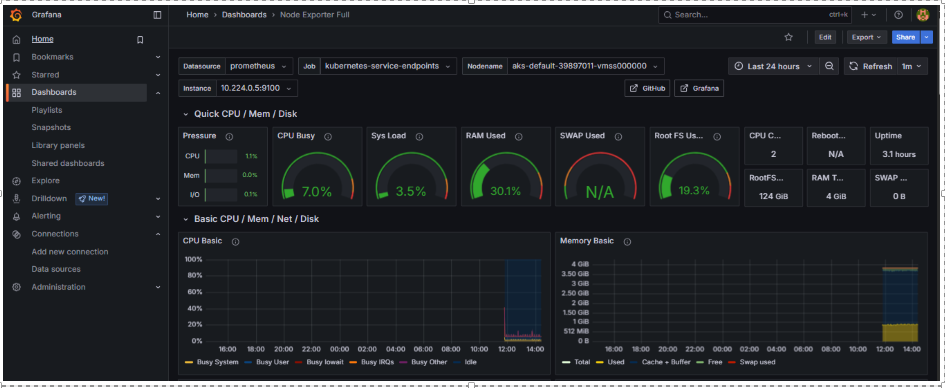 Grafana
Home › Dashboards › Node Exporter Full
Search...
ctrl+k
Home
Bookmarks
Starred
Dashboards
Playlists
Snapshots
Library panels
Shared dashboards
Explore
Drilldown New!
Alerting
Connections
Add new connection
Data sources
Administration
Edit
Export
Share
Datasource prometheus
Job kubernetes-service-endpoints
Nodename aks-default-39897011-vmss000000
Last 24 hours
Refresh 1m
Instance 10.224.0.5:9100
GitHub
Grafana
Quick CPU / Mem / Disk
Pressure
CPU 1.1%
Mem 0.0%
I/O 0.1%
CPU Busy
7.0%
Sys Load
3.5%
RAM Used
30.1%
SWAP Used
N/A
Root FS Us...
19.3%
CPU C...
2
Reboot...
N/A
Uptime
3.1 hours
RootFS...
124 GiB
RAM T...
4 GiB
SWAP ...
0 B
Basic CPU / Mem / Net / Disk
CPU Basic
100%
80%
60%
40%
20%
0%
16:00 18:00 20:00 22:00 00:00 02:00 04:00 06:00 08:00 10:00 12:00 14:00
Busy System Busy User Busy Iowait Busy IRQs Busy Other Idle
Memory Basic
4 GiB
3.50 GiB
3 GiB
2.50 GiB
2 GiB
1.50 GiB
1 GiB
512 MiB
0 B
16:00 18:00 20:00 22:00 00:00 02:00 04:00 06:00 08:00 10:00 12:00 14:00
Total Used Cache + Buffer Free Swap used